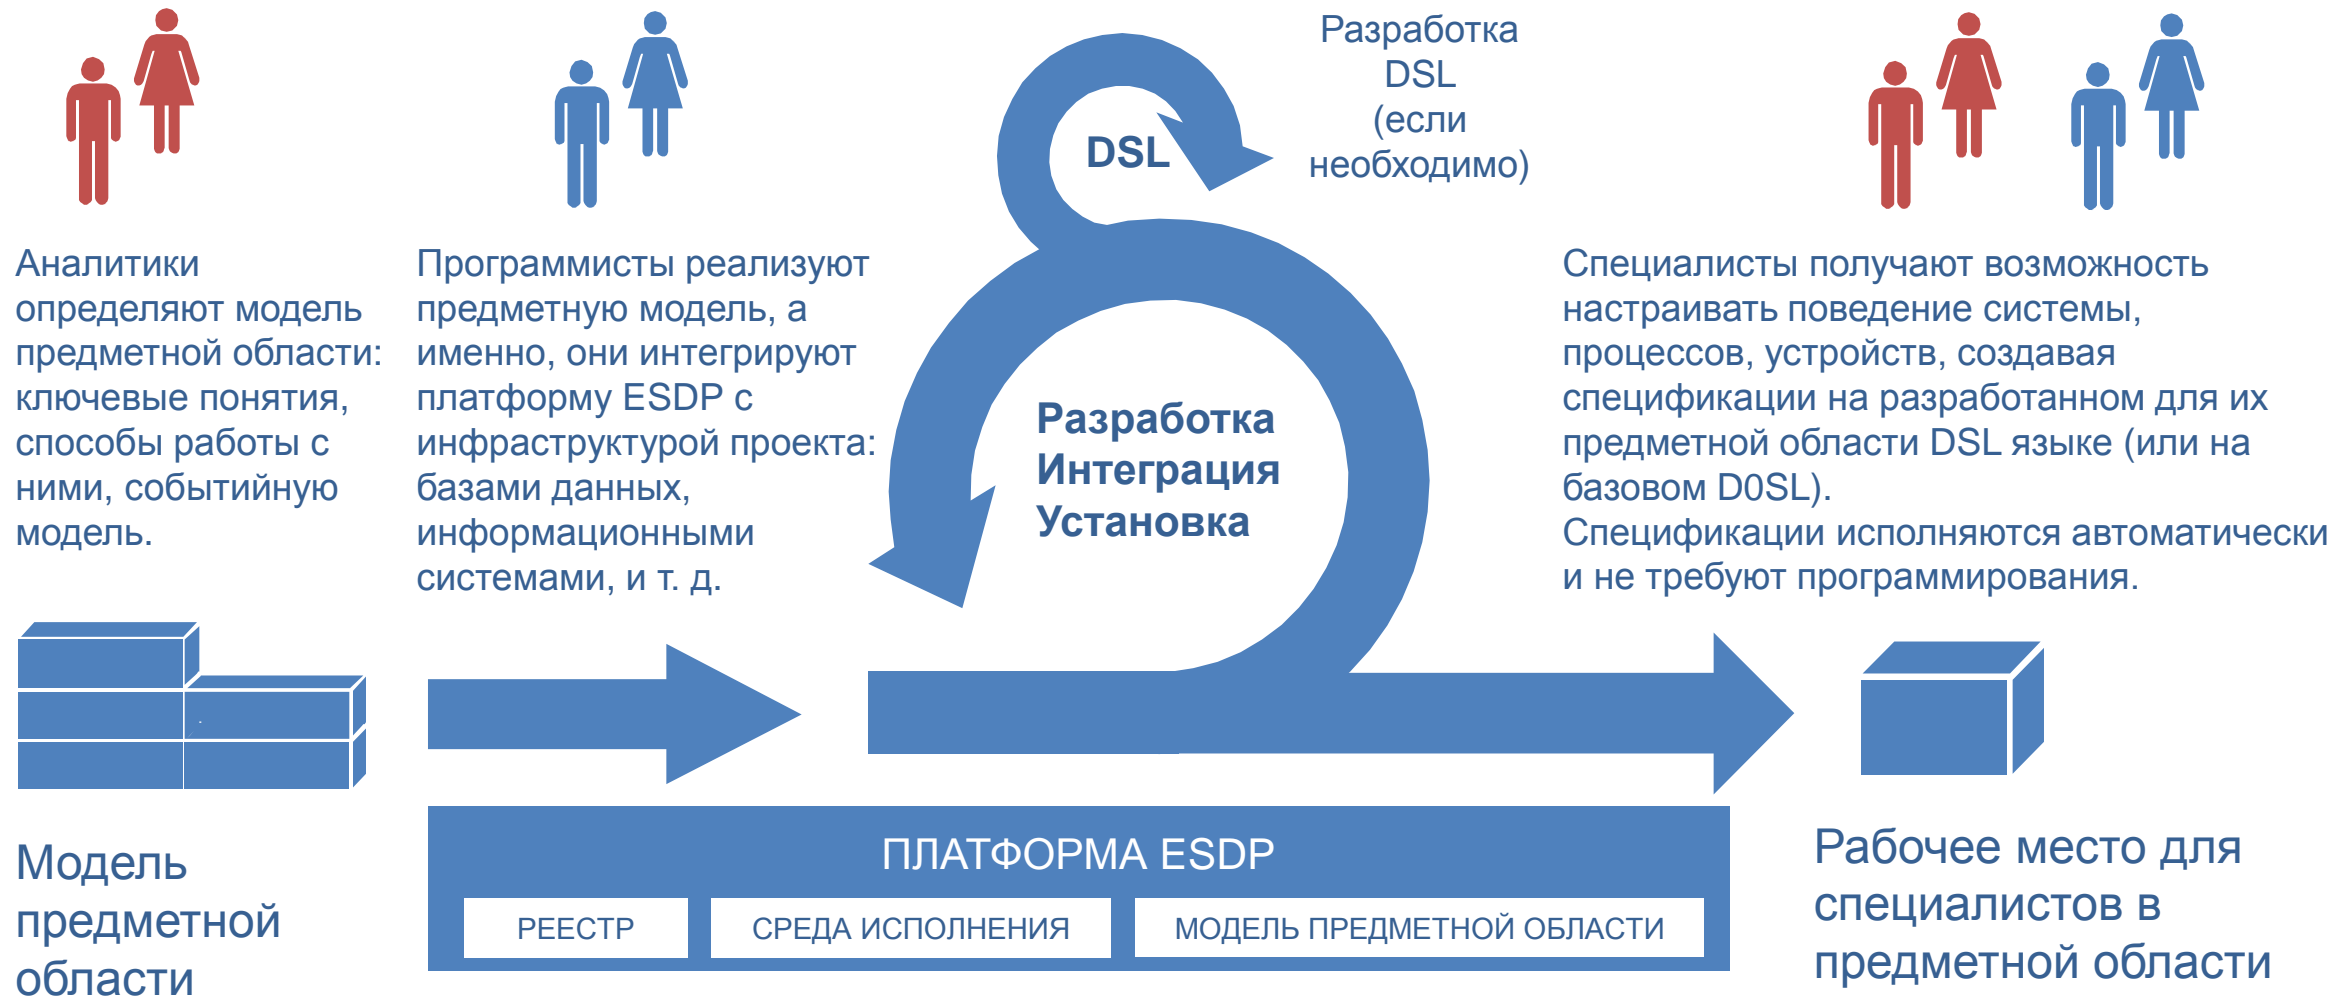 Разработка
DSL
(если
необходимо)
DSL
Аналитики
определяют модель
предметной области:
ключевые понятия,
способы работы с
ними, событийную
модель.
Программисты реализуют
предметную модель, а
именно, они интегрируют
платформу ESDP с
инфраструктурой проекта:
базами данных,
информационными
системами, и т. д.
Разработка
Интеграция
Установка
Специалисты получают возможность
настраивать поведение системы,
процессов, устройств, создавая
спецификации на разработанном для их
предметной области DSL языке (или на
базовом D0SL).
Спецификации исполняются автоматически
и не требуют программирования.
Модель
предметной
области
ПЛАТФОРМА ESDP
РЕЕСТР
СРЕДА ИСПОЛНЕНИЯ
МОДЕЛЬ ПРЕДМЕТНОЙ ОБЛАСТИ
Рабочее место для
специалистов в
предметной области